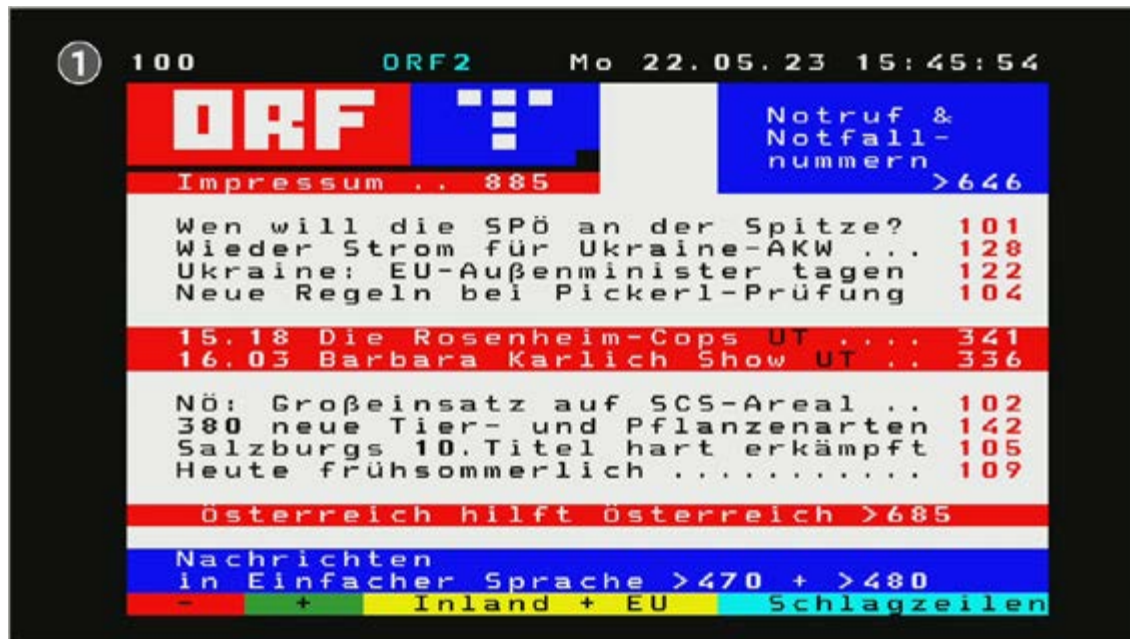 1
100 ORF2 Mo 22.05.23 15:45:54
ORF T
Notruf &
Notfall-
nummern
>646
Impressum .. 885
Wen will die SPÖ an der Spitze? 101
Wieder Strom für Ukraine-AKW ... 128
Ukraine: EU-Außenminister tagen 122
Neue Regeln bei Pickerl-Prüfung 104
15.18 Die Rosenheim-Cops UT .... 341
16.03 Barbara Karlich Show UT .. 336
Nö: Großeinsatz auf SCS-Areal .. 102
380 neue Tier- und Pflanzenarten 142
Salzburgs 10.Titel hart erkämpft 105
Heute frühsommerlich ........... 109
Österreich hilft Österreich >685
Nachrichten
in Einfacher Sprache >470 + >480
- + Inland + EU Schlagzeilen